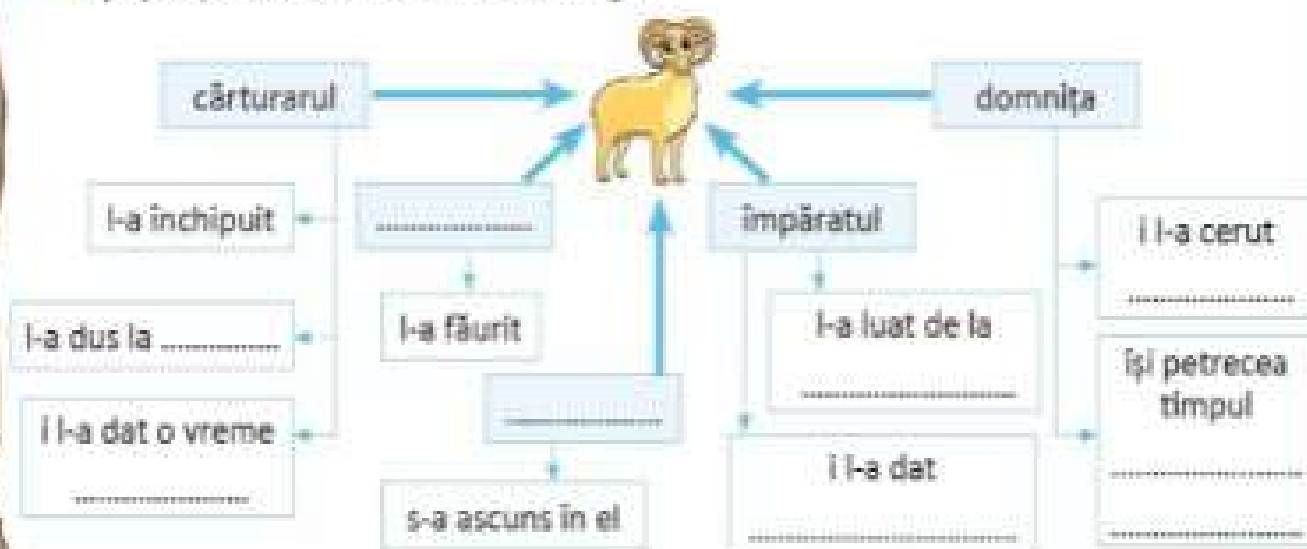 cărturarul
domnița
l-a închipuit
....................
împăratul
i l-a cerut
....................
l-a dus la ...............
l-a făurit
l-a luat de la
....................
își petrecea
timpul
....................
....................
i l-a dat o vreme
....................
....................
s-a ascuns în el
i l-a dat
....................